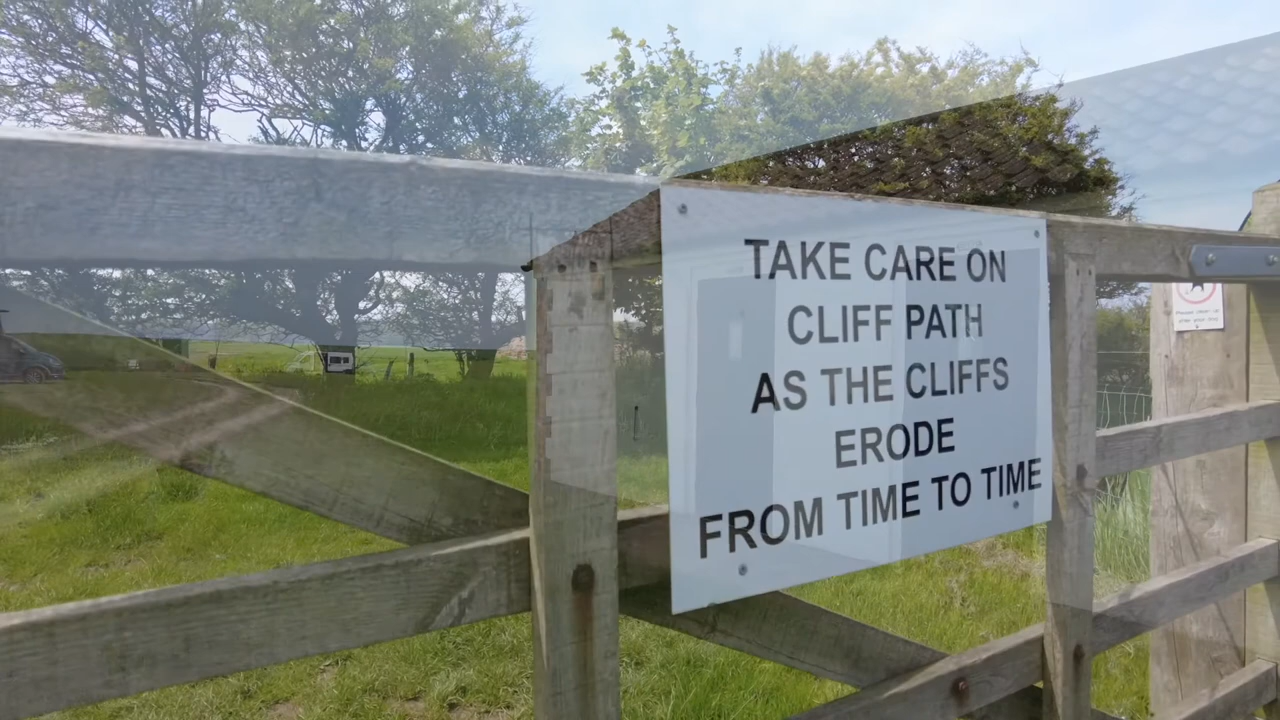 TAKE CARE ON
CLIFF PATH
AS THE CLIFFS
ERODE
FROM TIME TO TIME